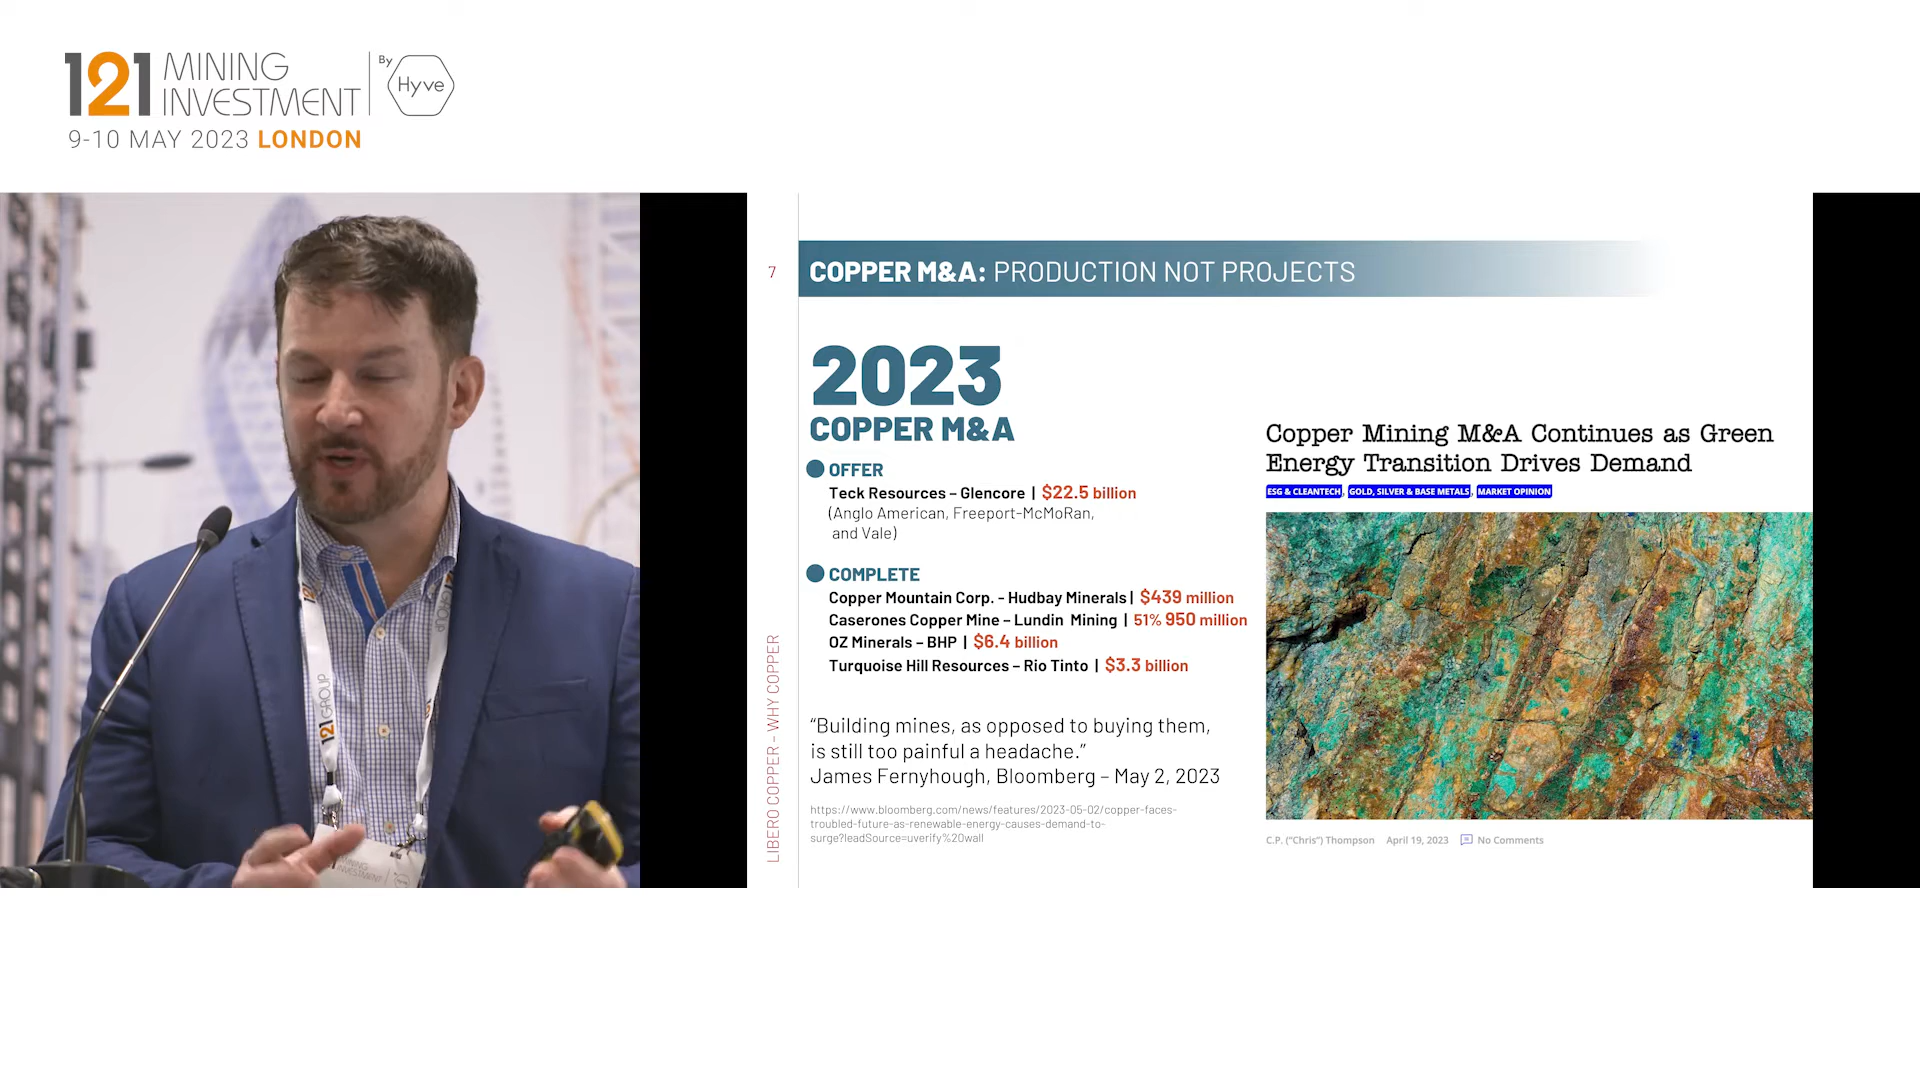 121 MINING INVESTMENT By Hyve
9-10 MAY 2023 LONDON
121 GROUP
121
GROUP
MINING
INVESTMENT
7
COPPER M&A: PRODUCTION NOT PROJECTS
2023
COPPER M&A
OFFER
Teck Resources – Glencore | $22.5 billion
(Anglo American, Freeport-McMoRan,
and Vale)
COMPLETE
Copper Mountain Corp. - Hudbay Minerals | $439 million
Caserones Copper Mine – Lundin Mining | 51% 950 million
OZ Minerals – BHP | $6.4 billion
Turquoise Hill Resources – Rio Tinto | $3.3 billion
“Building mines, as opposed to buying them,
is still too painful a headache.”
James Fernyhough, Bloomberg – May 2, 2023
https://www.bloomberg.com/news/features/2023-05-02/copper-faces-
troubled-future-as-renewable-energy-causes-demand-to-
surge?leadSource=uverify%20wall
LIBERO COPPER – WHY COPPER
Copper Mining M&A Continues as Green
Energy Transition Drives Demand
ESG & CLEANTECH, GOLD, SILVER & BASE METALS, MARKET OPINION
C.P. ("Chris") Thompson April 19, 2023 No Comments